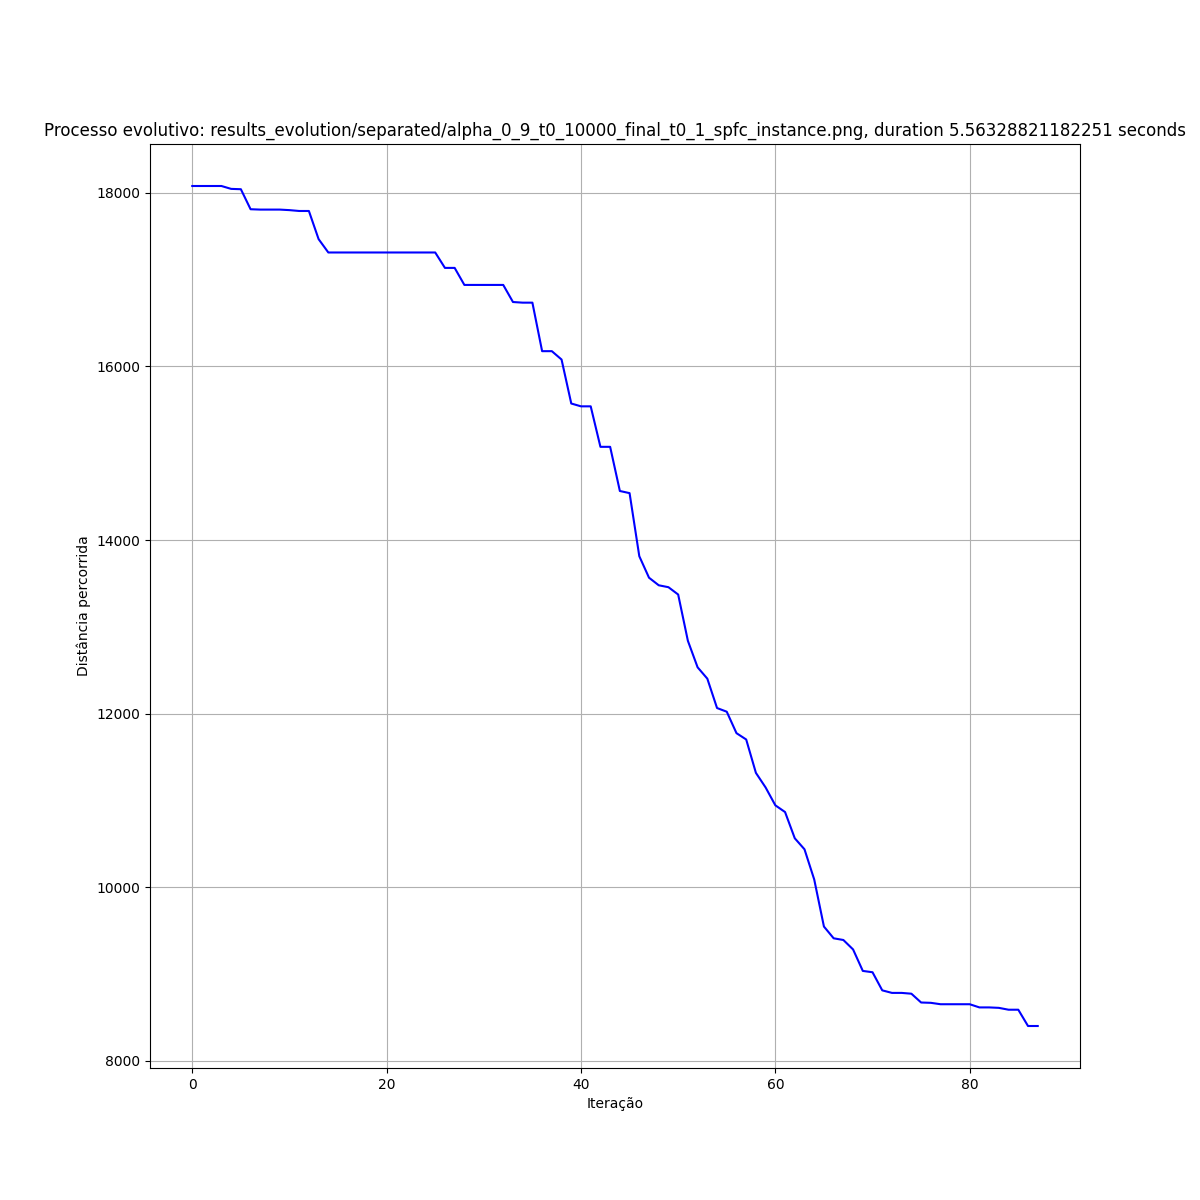 Processo evolutivo: results_evolution/separated/alpha_0_9_t0_10000_final_t0_1_spfc_instance.png, duration 5.56328821182251 seconds
18000
16000
14000
12000
10000
8000
Distância percorrida
0 20 40 60 80
Iteração